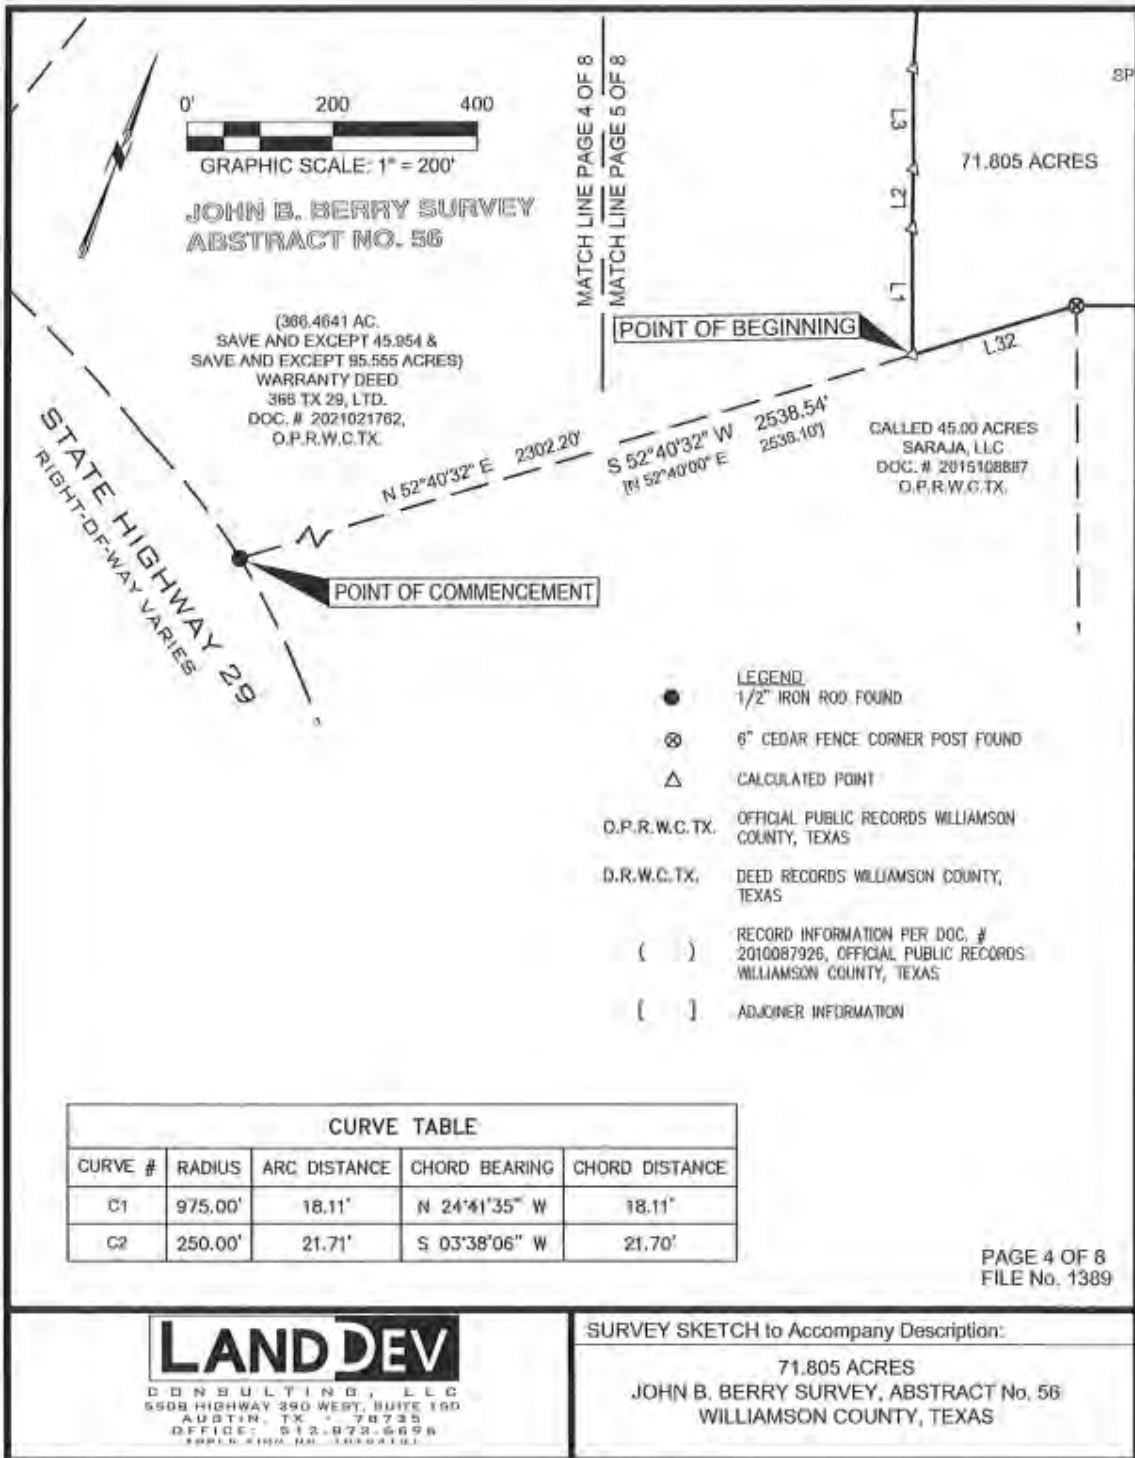 0' 200 400
GRAPHIC SCALE: 1" = 200'
JOHN B. BERRY SURVEY
ABSTRACT NO. 56
MATCH LINE PAGE 4 OF 8
MATCH LINE PAGE 5 OF 8
L3
L2
L1
SP
71.805 ACRES
(366.4641 AC.
SAVE AND EXCEPT 45.954 &
SAVE AND EXCEPT 95.555 ACRES)
WARRANTY DEED
366 TX 29, LTD.
DOC. # 2021021762,
O.P.R.W.C.TX.
POINT OF BEGINNING
L32
N 52°40'32" E 2302.20'
S 52°40'32" W 2538.54'
[N 52°40'00" E 2538.10']
CALLED 45.00 ACRES
SARAJA, LLC
DOC. # 2015108887
O.P.R.W.C.TX.
STATE HIGHWAY 29
RIGHT-OF-WAY VARIES
POINT OF COMMENCEMENT
LEGEND
1/2" IRON ROD FOUND
6" CEDAR FENCE CORNER POST FOUND
CALCULATED POINT
O.P.R.W.C.TX. OFFICIAL PUBLIC RECORDS WILLIAMSON
COUNTY, TEXAS
D.R.W.C.TX. DEED RECORDS WILLIAMSON COUNTY,
TEXAS
( ) RECORD INFORMATION PER DOC. #
2010087926, OFFICIAL PUBLIC RECORDS
WILLIAMSON COUNTY, TEXAS
[ ] ADJOINER INFORMATION
CURVE TABLE
CURVE # RADIUS ARC DISTANCE CHORD BEARING CHORD DISTANCE
C1 975.00' 18.11' N 24°41'35" W 18.11'
C2 250.00' 21.71' S 03°38'06" W 21.70'
PAGE 4 OF 8
FILE No. 1389
LANDDEV
CONSULTING, LLC
5508 HIGHWAY 290 WEST, SUITE 150
AUSTIN, TX - 78735
OFFICE: 512.872.6696
SURVEY SKETCH to Accompany Description:
71.805 ACRES
JOHN B. BERRY SURVEY, ABSTRACT No. 56
WILLIAMSON COUNTY, TEXAS